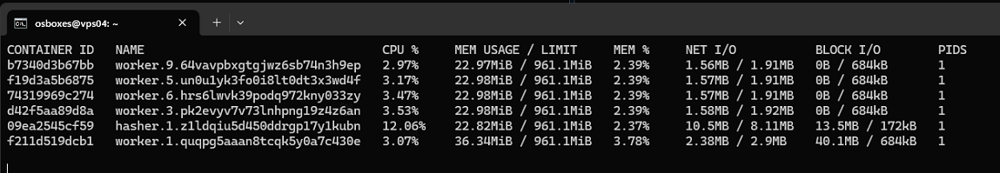 osboxes@vps04: ~
CONTAINER ID NAME CPU % MEM USAGE / LIMIT MEM % NET I/O BLOCK I/O PIDS
b7340d3b67bb worker.9.64vavpbxgtgjwz6sb74n3h9ep 2.97% 22.97MiB / 961.1MiB 2.39% 1.56MB / 1.91MB 0B / 684kB 1
f19d3a5b6875 worker.5.un0u1yk3fo0i8lt0dt3x3wd4f 3.17% 22.98MiB / 961.1MiB 2.39% 1.57MB / 1.91MB 0B / 684kB 1
74319969c274 worker.6.hrs6lwvk39podq972kny033zy 3.47% 22.98MiB / 961.1MiB 2.39% 1.57MB / 1.91MB 0B / 684kB 1
d42f5aa89d8a worker.3.pk2evyv7v73lnhpng19z4z6an 3.53% 22.98MiB / 961.1MiB 2.39% 1.58MB / 1.92MB 0B / 684kB 1
09ea2545cf59 hasher.1.z1ldqiu5d450ddrgp17y1kubn 12.06% 22.82MiB / 961.1MiB 2.37% 10.5MB / 8.11MB 13.5MB / 172kB 1
f211d519dcb1 worker.1.quqpg5aaan8tcqk5y0a7c430e 3.07% 36.34MiB / 961.1MiB 3.78% 2.38MB / 2.9MB 40.1MB / 684kB 1